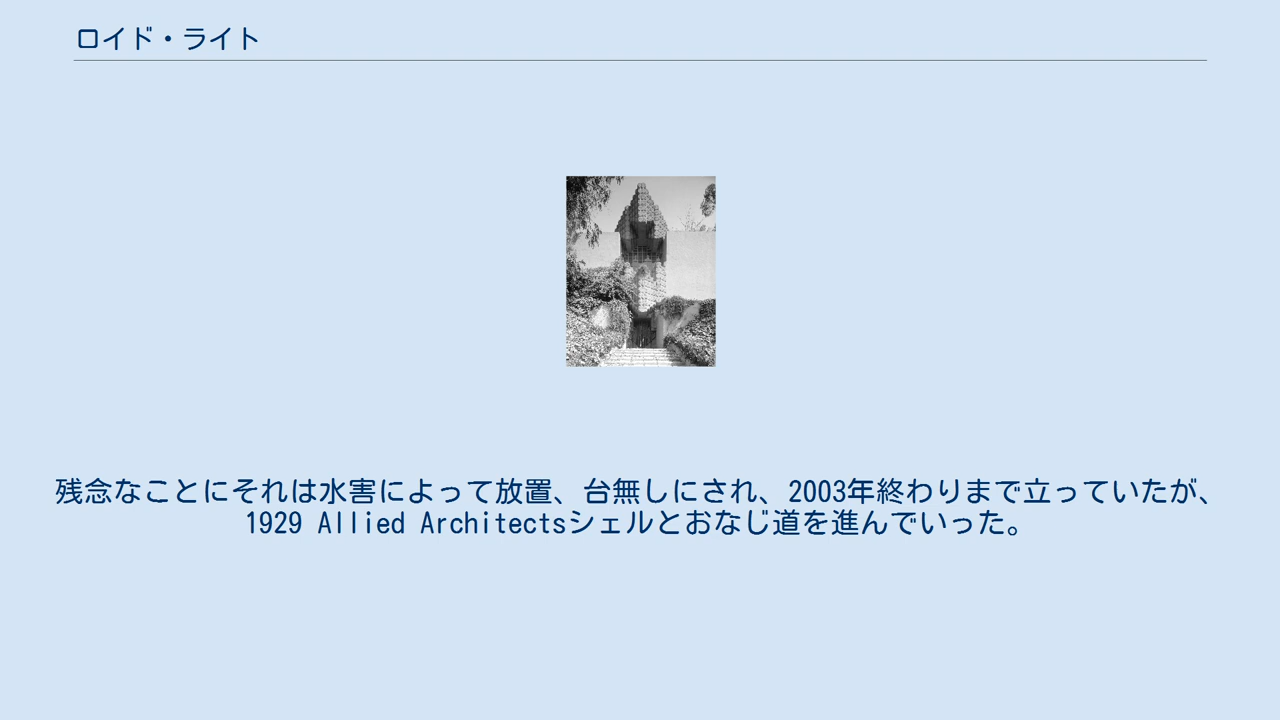 ロイド・ライト
残念なことにそれは水害によって放置、台無しにされ、2003年終わりまで立っていたが、
1929 Allied Architectsシェルとおなじ道を進んでいった。